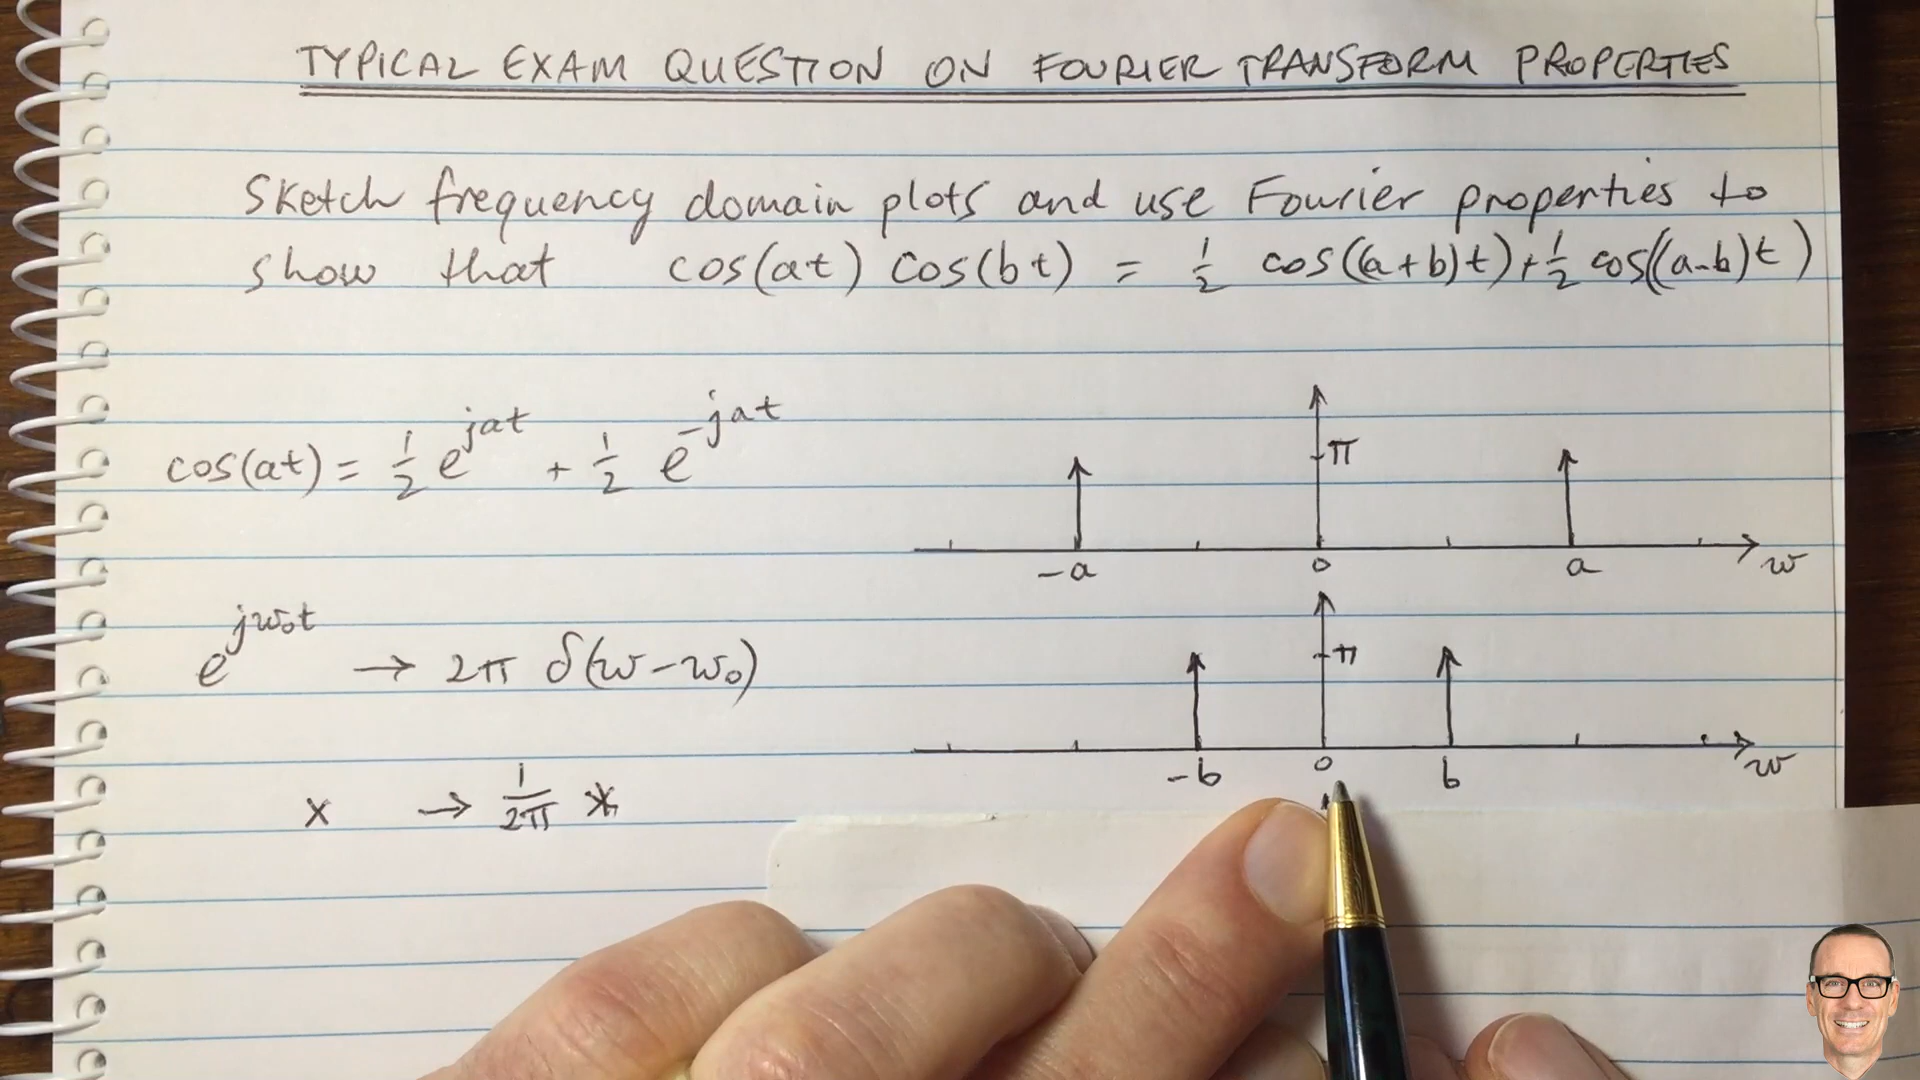 TYPICAL EXAM QUESTION ON FOURIER TRANSFORM PROPERTIES
Sketch frequency domain plots and use Fourier properties to
show that cos(at) cos(bt) = 1/2 cos((a+b)t) + 1/2 cos((a-b)t)
cos(at) = 1/2 e^{jat} + 1/2 e^{-jat}
π
-a 0 a w
e^{jw₀t} → 2π δ(w-w₀)
π
-b 0 b w
x → 1/2π *